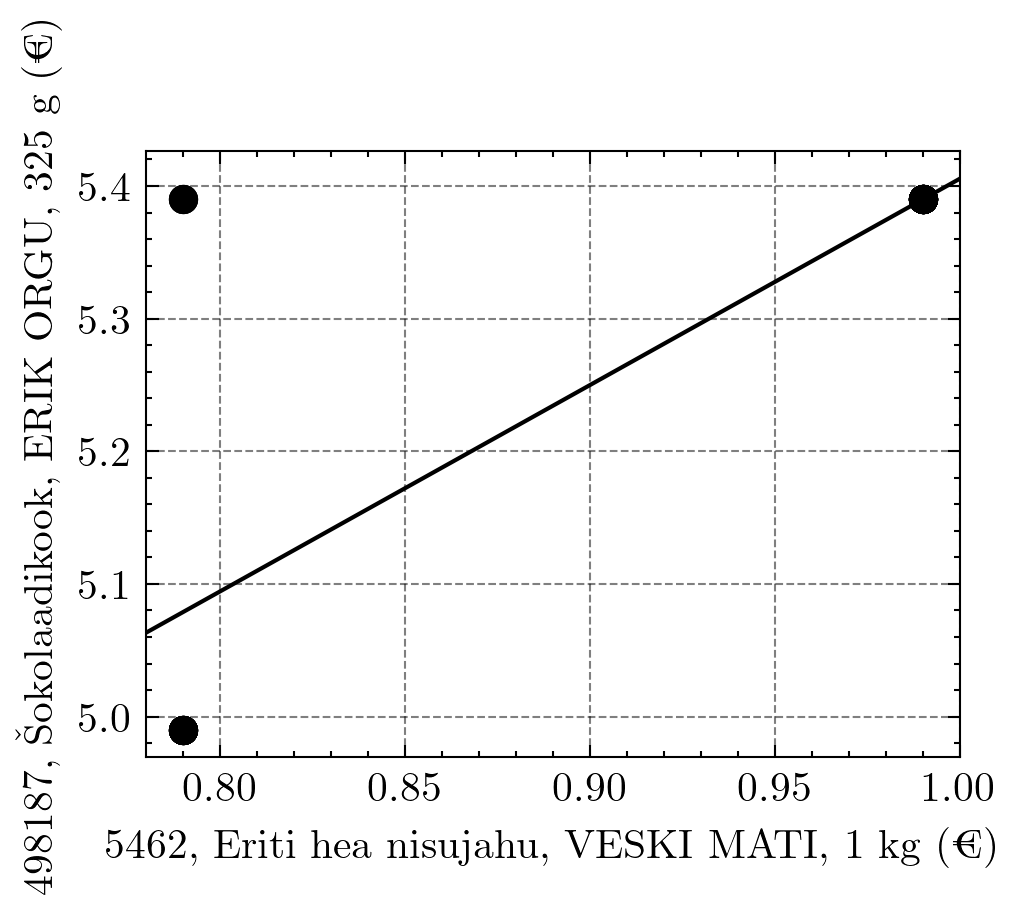 498187, Šokolaadikook, ERIK ORGU, 325 g (€)
5.4
5.3
5.2
5.1
5.0
0.80 0.85 0.90 0.95 1.00
5462, Eriti hea nisujahu, VESKI MATI, 1 kg (€)